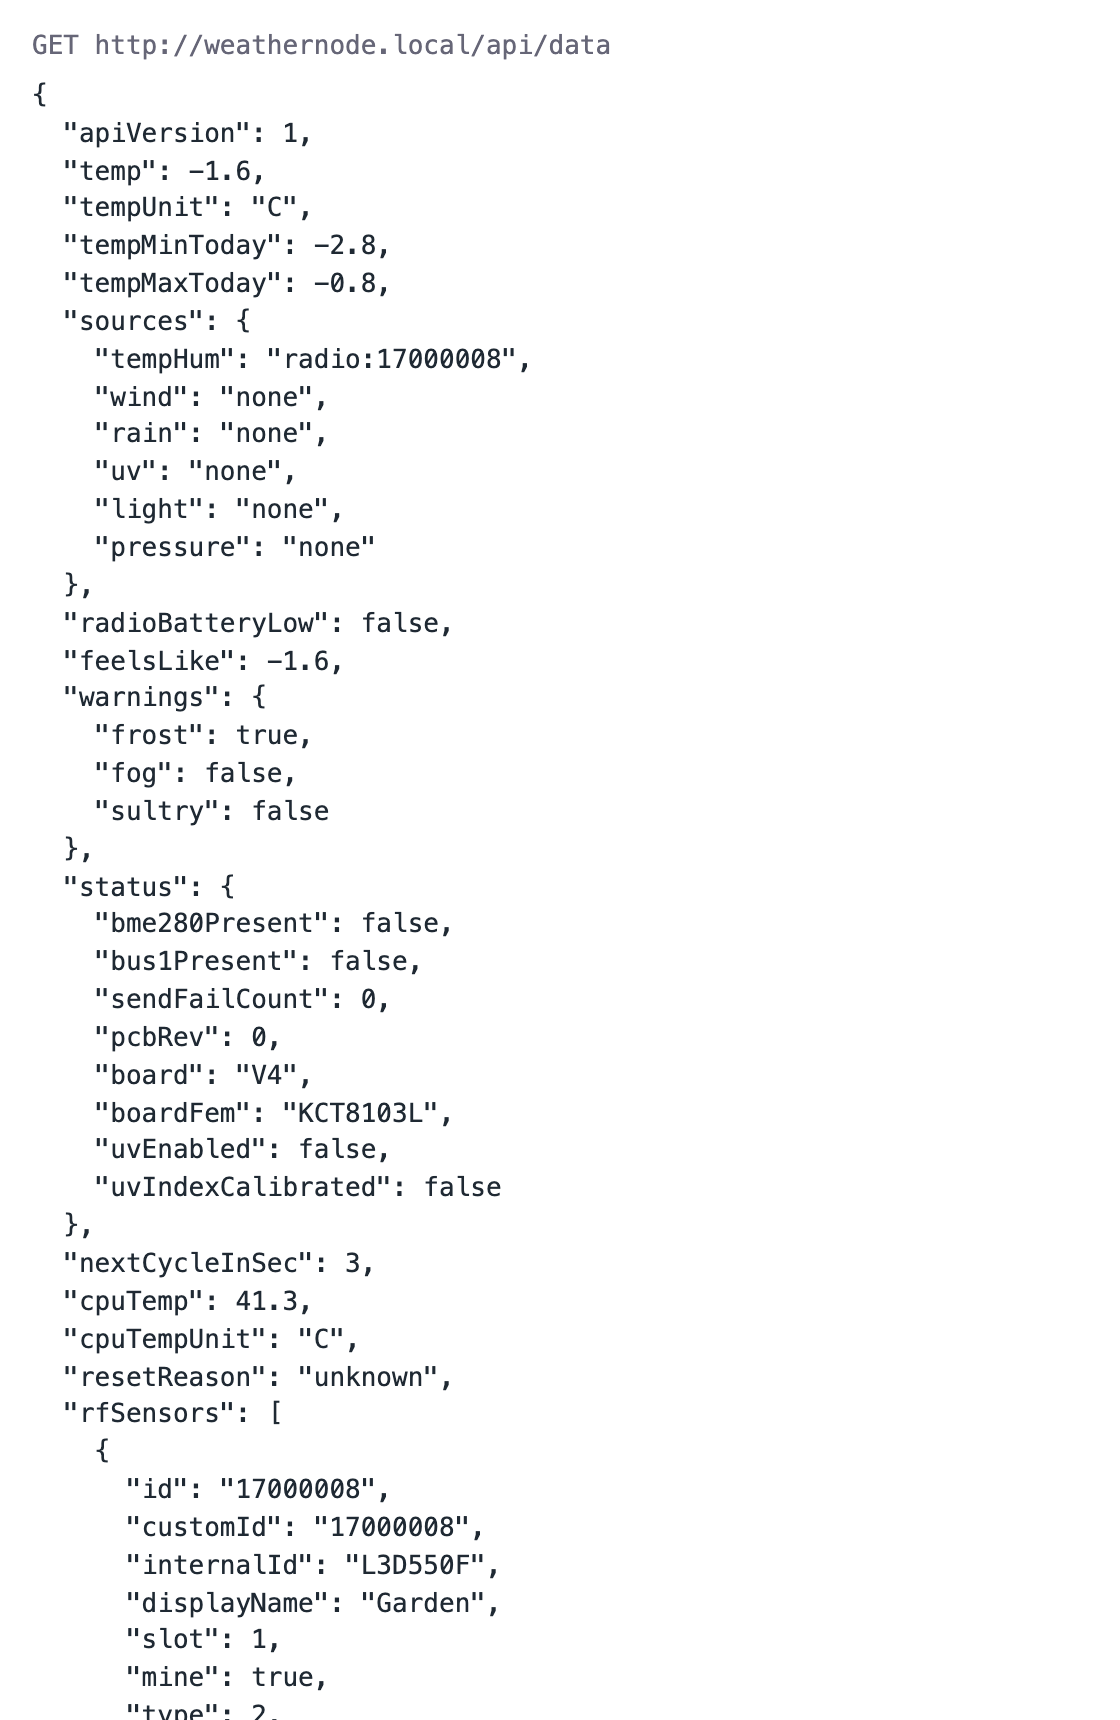 GET http://weathernode.local/api/data
{
  "apiVersion": 1,
  "temp": -1.6,
  "tempUnit": "C",
  "tempMinToday": -2.8,
  "tempMaxToday": -0.8,
  "sources": {
    "tempHum": "radio:17000008",
    "wind": "none",
    "rain": "none",
    "uv": "none",
    "light": "none",
    "pressure": "none"
  },
  "radioBatteryLow": false,
  "feelsLike": -1.6,
  "warnings": {
    "frost": true,
    "fog": false,
    "sultry": false
  },
  "status": {
    "bme280Present": false,
    "bus1Present": false,
    "sendFailCount": 0,
    "pcbRev": 0,
    "board": "V4",
    "boardFem": "KCT8103L",
    "uvEnabled": false,
    "uvIndexCalibrated": false
  },
  "nextCycleInSec": 3,
  "cpuTemp": 41.3,
  "cpuTempUnit": "C",
  "resetReason": "unknown",
  "rfSensors": [
    {
      "id": "17000008",
      "customId": "17000008",
      "internalId": "L3D550F",
      "displayName": "Garden",
      "slot": 1,
      "mine": true,
      "type": 2,